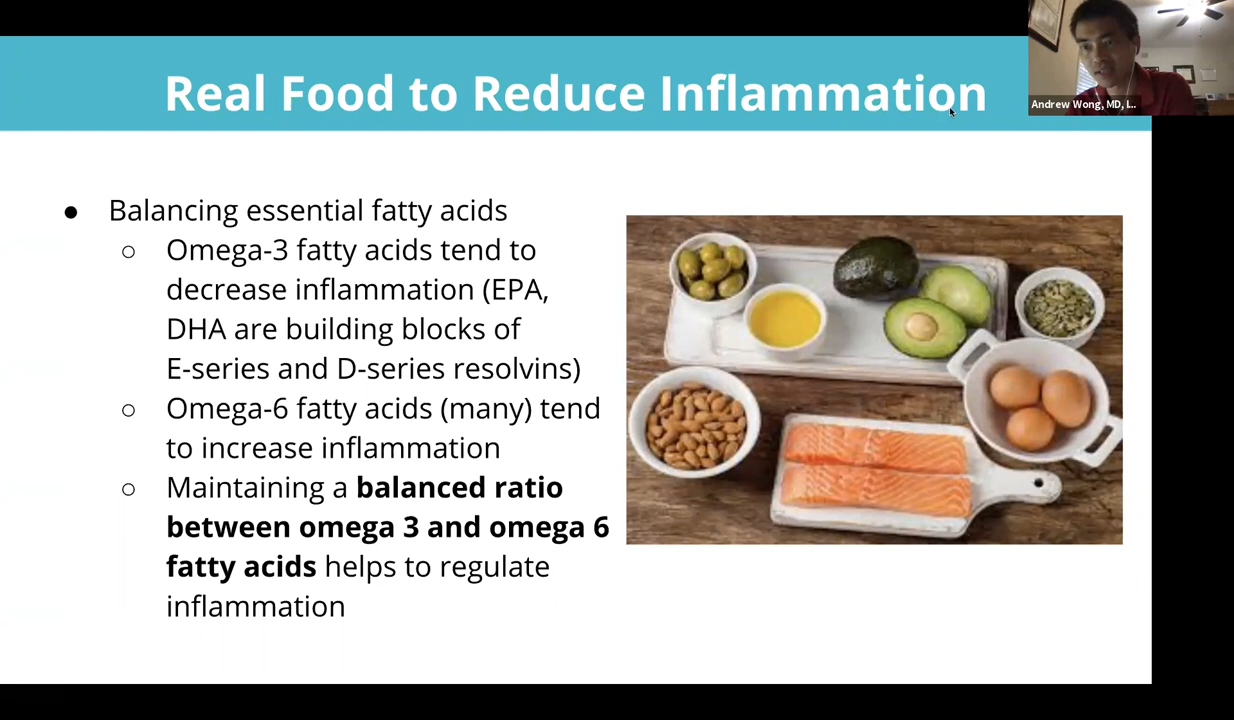 Real Food to Reduce Inflammation
Andrew Wong, MD, L...
● Balancing essential fatty acids
○ Omega-3 fatty acids tend to
decrease inflammation (EPA,
DHA are building blocks of
E-series and D-series resolvins)
○ Omega-6 fatty acids (many) tend
to increase inflammation
○ Maintaining a balanced ratio
between omega 3 and omega 6
fatty acids helps to regulate
inflammation